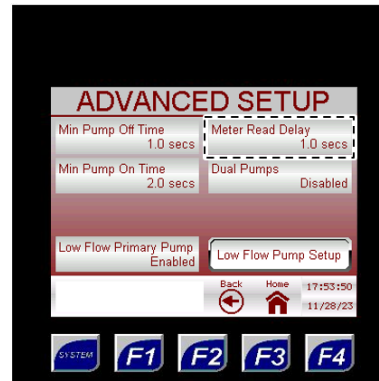 ADVANCED SETUP
Min Pump Off Time
1.0 secs
Meter Read Delay
1.0 secs
Min Pump On Time
2.0 secs
Dual Pumps
Disabled
Low Flow Primary Pump
Enabled
Low Flow Pump Setup
Back
Home
17:53:50
11/28/23
SYSTEM
F1
F2
F3
F4